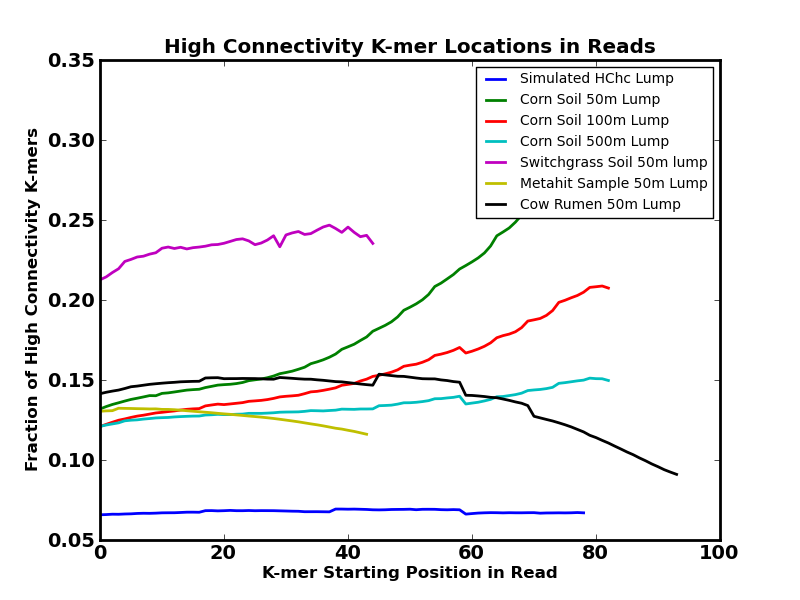 High Connectivity K-mer Locations in Reads
Fraction of High Connectivity K-mers
0.35
0.30
0.25
0.20
0.15
0.10
0.05
Simulated HChc Lump
Corn Soil 50m Lump
Corn Soil 100m Lump
Corn Soil 500m Lump
Switchgrass Soil 50m lump
Metahit Sample 50m Lump
Cow Rumen 50m Lump
0 20 40 60 80 100
K-mer Starting Position in Read